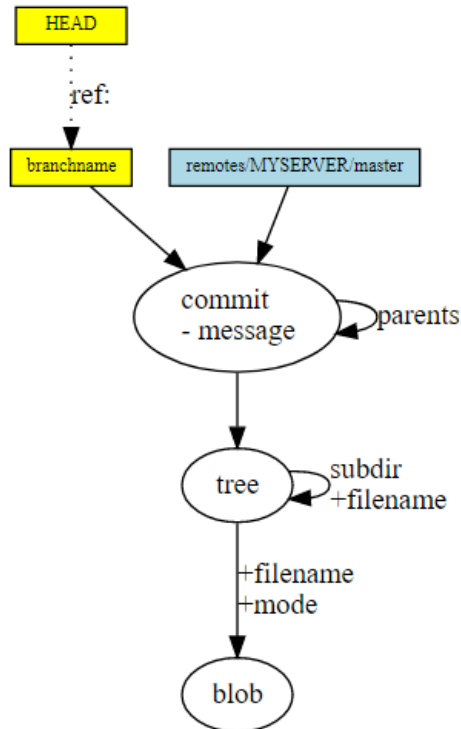 HEAD
ref:
branchname
remotes/MYSERVER/master
commit
- message
parents
tree
subdir
+filename
+filename
+mode
blob